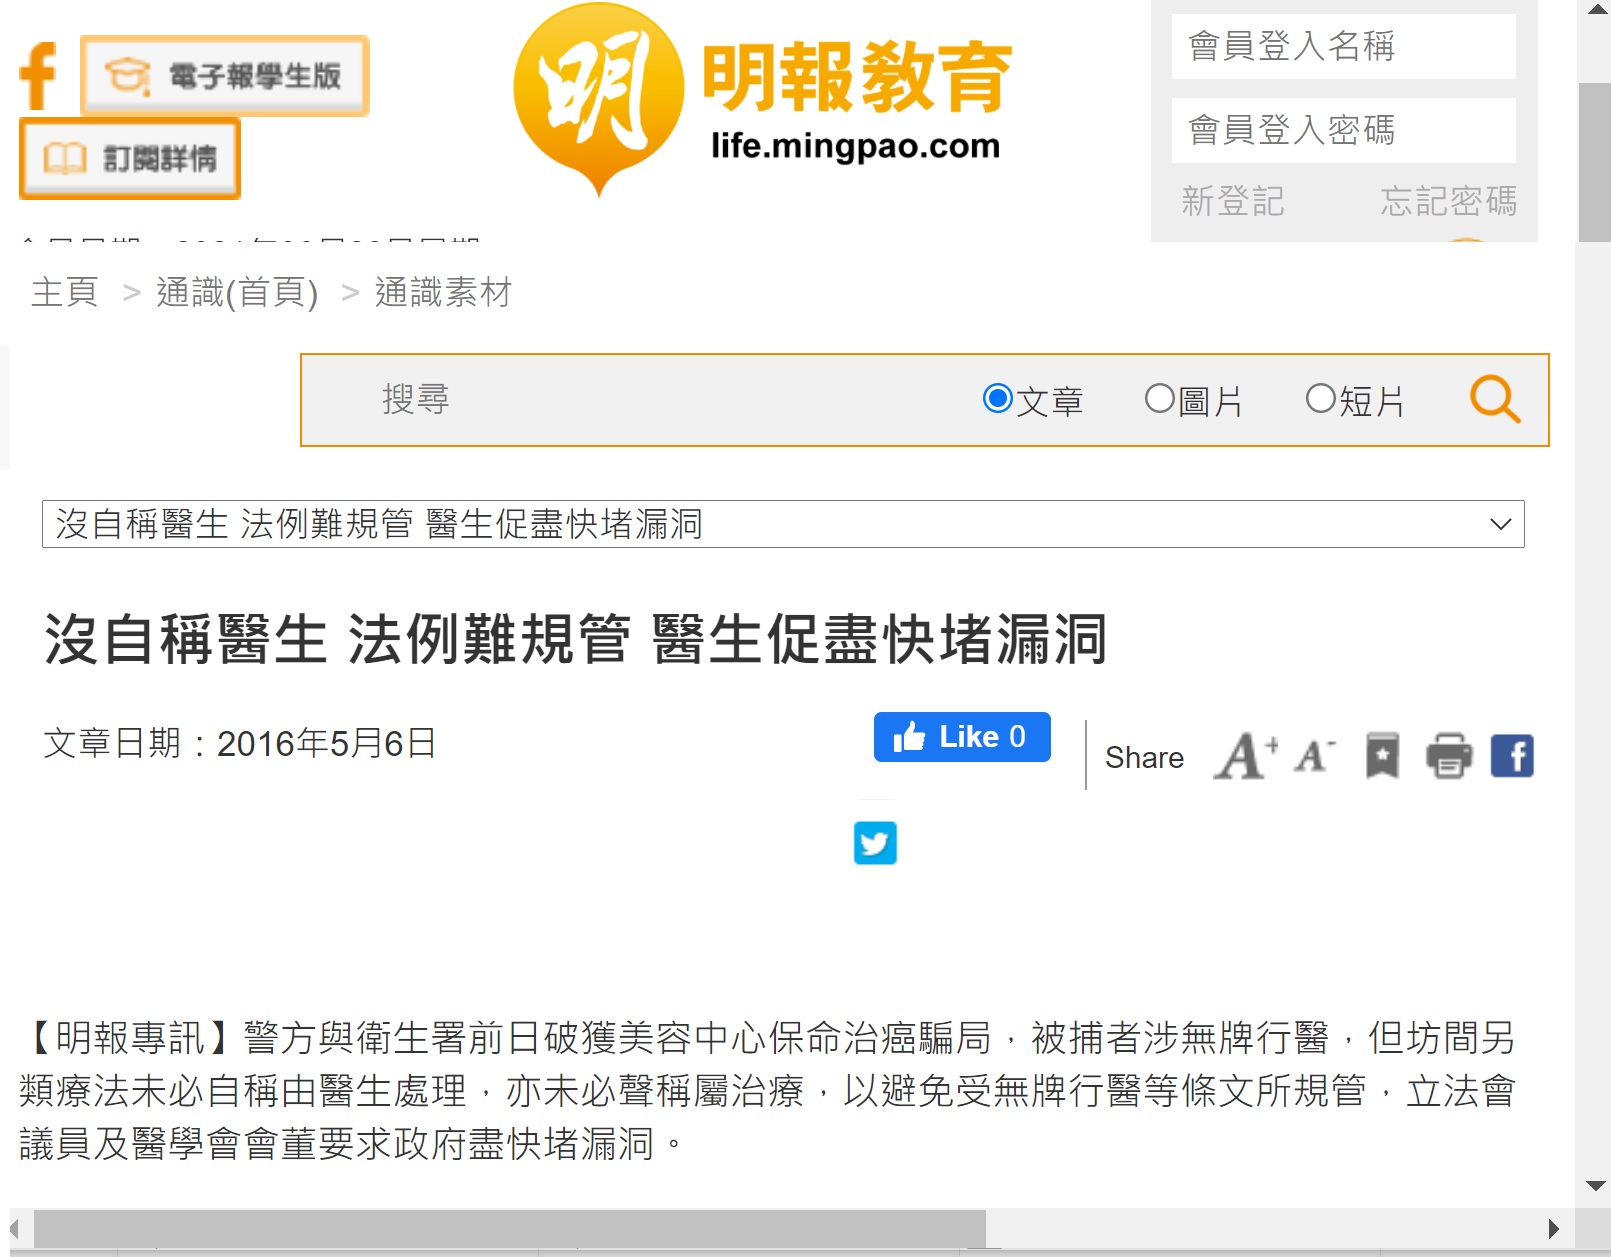 電子報學生版
訂閱詳情
明
明報教育
life.mingpao.com
會員登入名稱
會員登入密碼
新登記 忘記密碼
主頁 > 通識(首頁) > 通識素材
搜尋 文章 圖片 短片
沒自稱醫生 法例難規管 醫生促盡快堵漏洞
沒自稱醫生 法例難規管 醫生促盡快堵漏洞
文章日期：2016年5月6日
Like 0
Share A+ A-
【明報專訊】警方與衛生署前日破獲美容中心保命治癌騙局，被捕者涉無牌行醫，但坊間另
類療法未必自稱由醫生處理，亦未必聲稱屬治療，以避免受無牌行醫等條文所規管，立法會
議員及醫學會會董要求政府盡快堵漏洞。